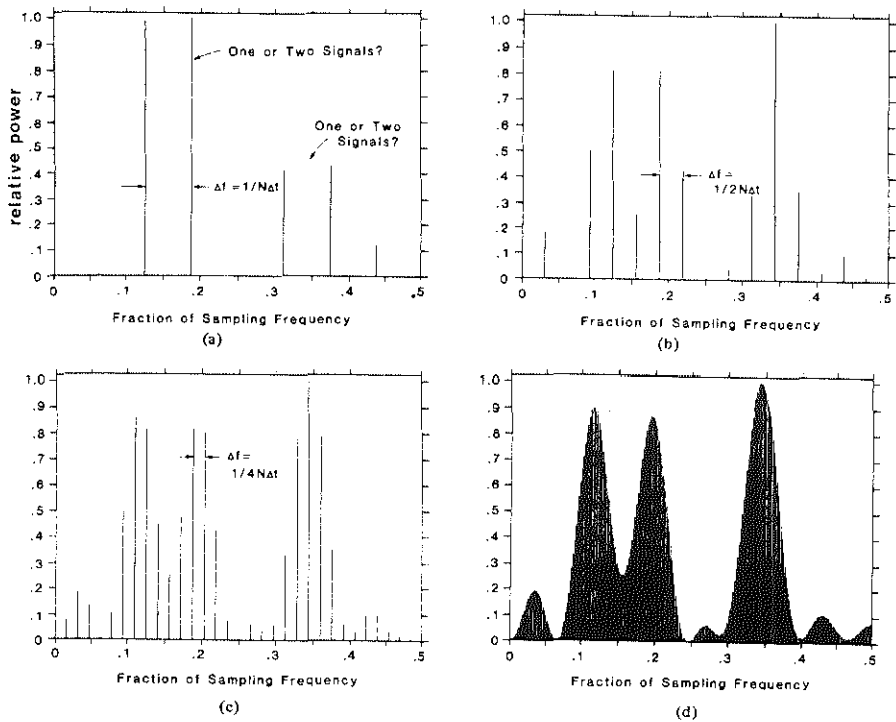 1.0
.9
.8
.7
.6
.5
.4
.3
.2
.1
0
relative power
One or Two Signals?
One or Two
Signals?
Δf = 1/NΔt
0 .1 .2 .3 .4 .5
Fraction of Sampling Frequency
(a)
1.0
.9
.8
.7
.6
.5
.4
.3
.2
.1
0
Δf =
1/2NΔt
0 .1 .2 .3 .4 .5
Fraction of Sampling Frequency
(b)
1.0
.9
.8
.7
.6
.5
.4
.3
.2
.1
0
Δf =
1/4NΔt
0 .1 .2 .3 .4 .5
Fraction of Sampling Frequency
(c)
1.0
.9
.8
.7
.6
.5
.4
.3
.2
.1
0
0 .1 .2 .3 .4 .5
Fraction of Sampling Frequency
(d)